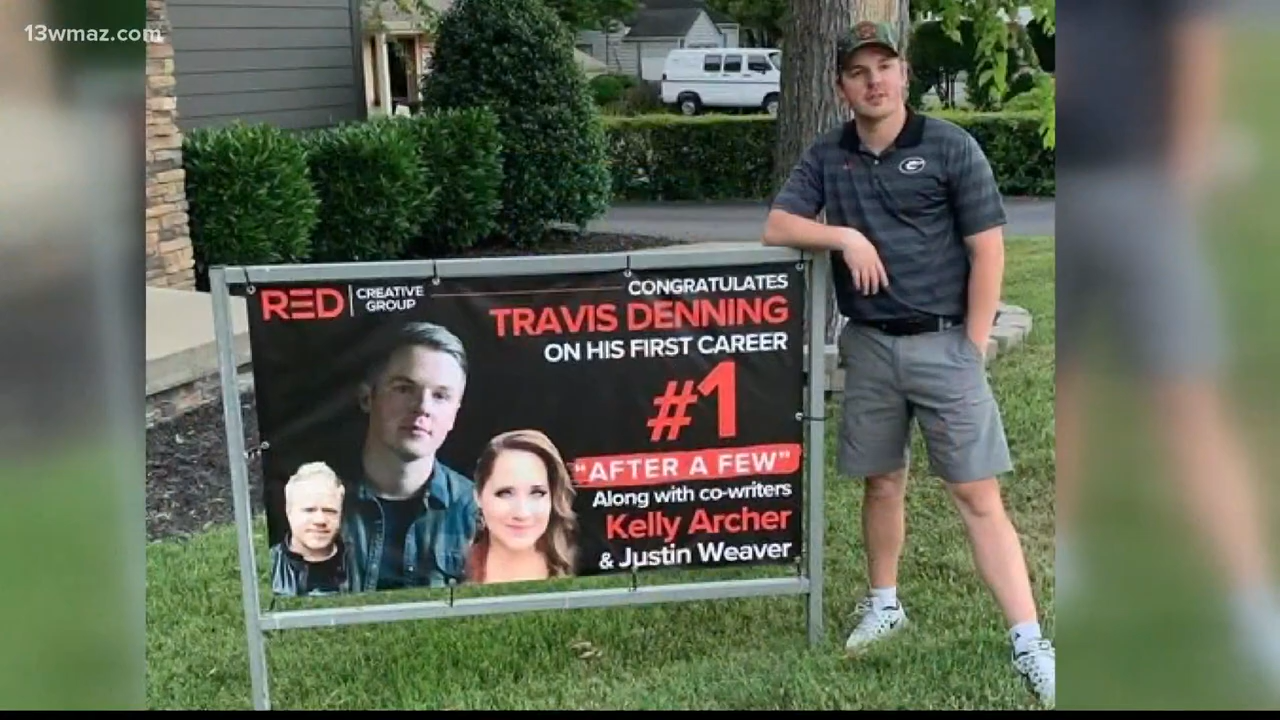 13wmaz.com
RED CREATIVE GROUP
CONGRATULATES
TRAVIS DENNING
ON HIS FIRST CAREER
#1
"AFTER A FEW"
Along with co-writers
Kelly Archer
& Justin Weaver
G